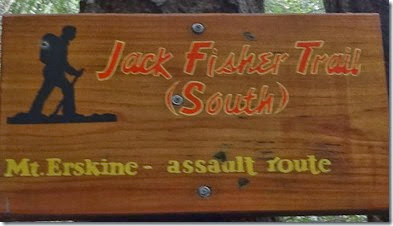 Jack Fisher Trail
(South)
Mt. Erskine - assault route